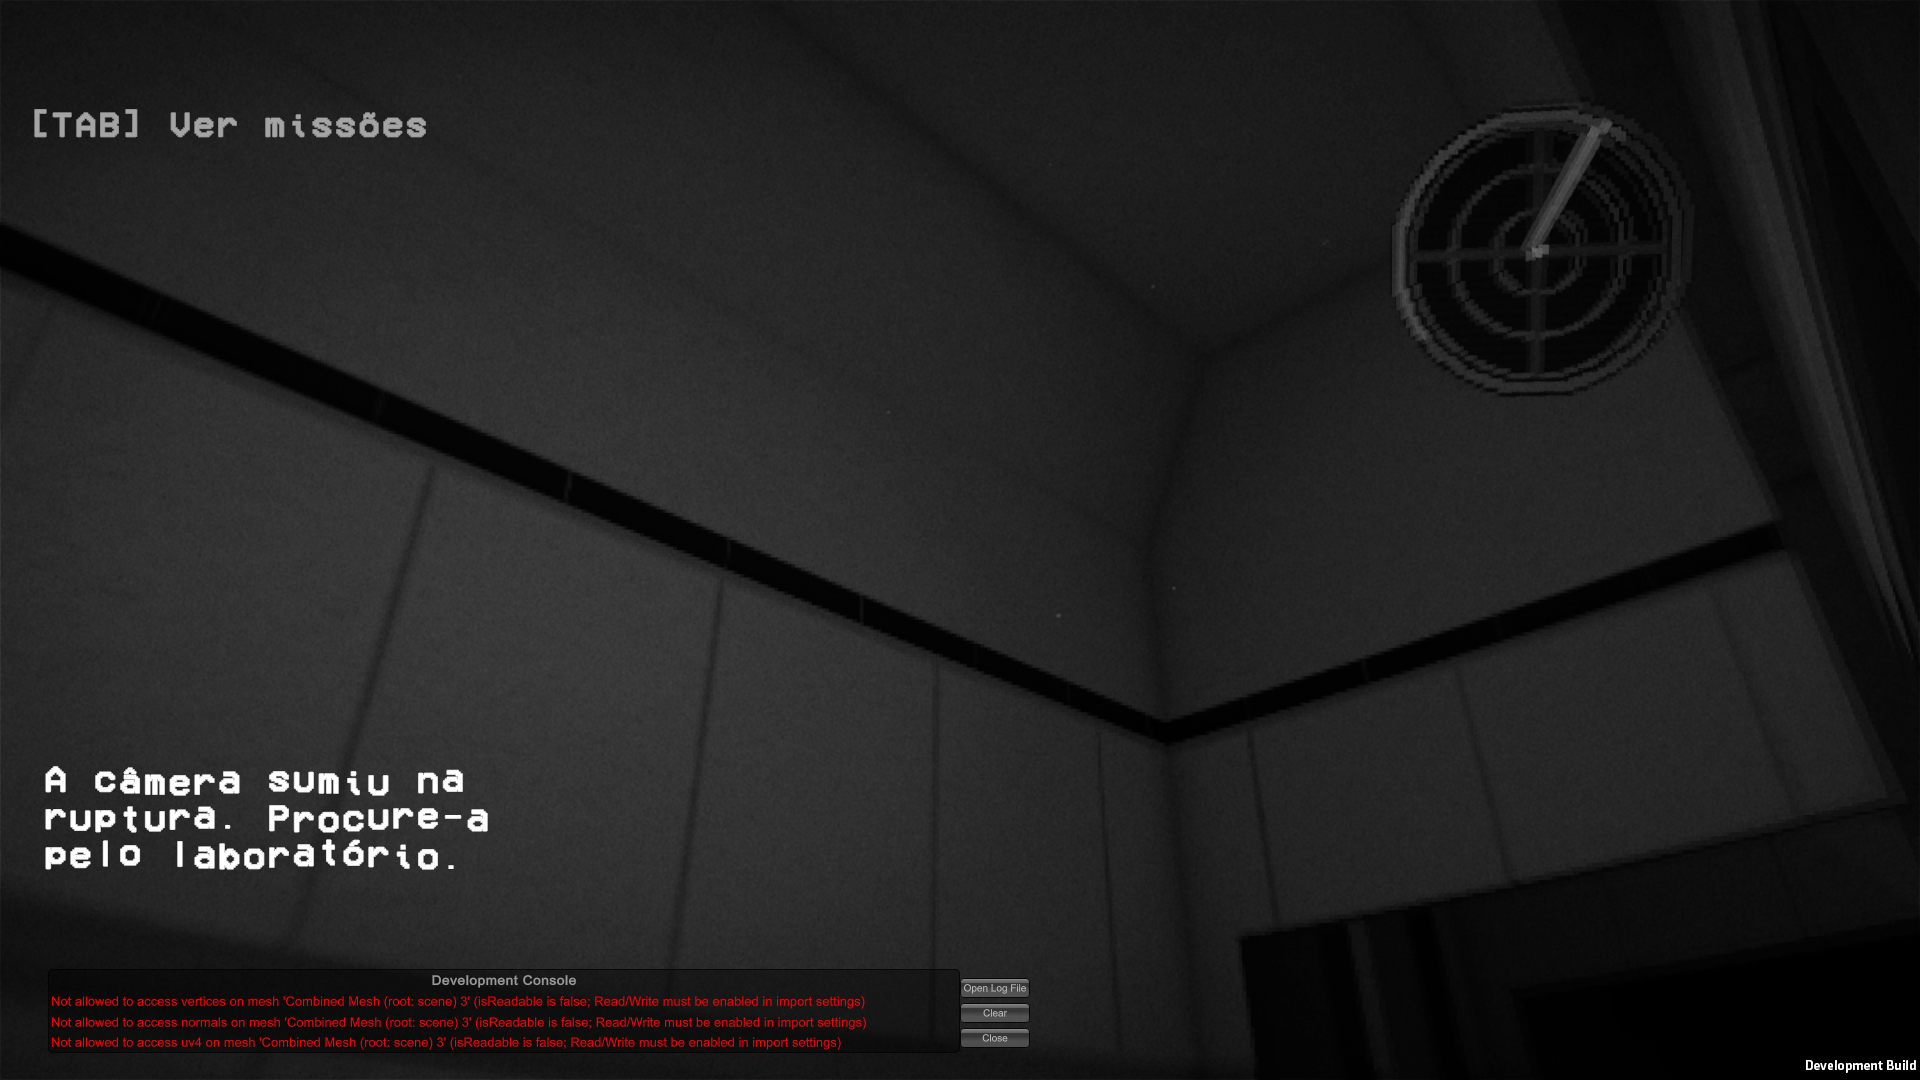 [TAB] Ver missões
A câmera sumiu na
ruptura. Procure-a
pelo laboratório.
Development Console
Not allowed to access vertices on mesh 'Combined Mesh (root: scene) 3' (isReadable is false; Read/Write must be enabled in import settings)
Not allowed to access normals on mesh 'Combined Mesh (root: scene) 3' (isReadable is false; Read/Write must be enabled in import settings)
Not allowed to access uv4 on mesh 'Combined Mesh (root: scene) 3' (isReadable is false; Read/Write must be enabled in import settings)
Open Log File
Clear
Close
Development Build